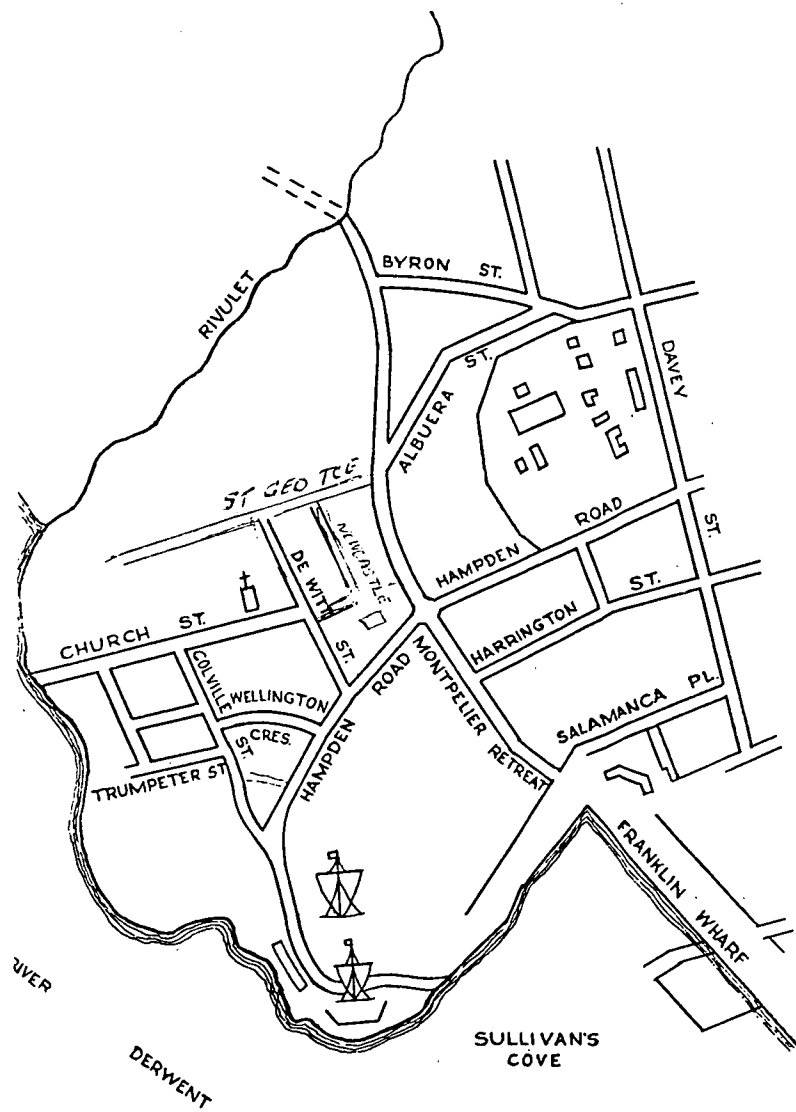 BYRON ST.
RIVULET
DAVEY ST.
ALBUERA ST.
ST GEO TCE
NEWCASTLE
HAMPDEN ROAD
DE WITT ST.
CHURCH ST.
HARRINGTON ST.
COLVILLE ST.
WELLINGTON CRES.
HAMPDEN ROAD
MONTPELIER RETREAT
SALAMANCA PL.
TRUMPETER ST.
FRANKLIN WHARF
RIVER DERWENT
SULLIVAN'S
COVE